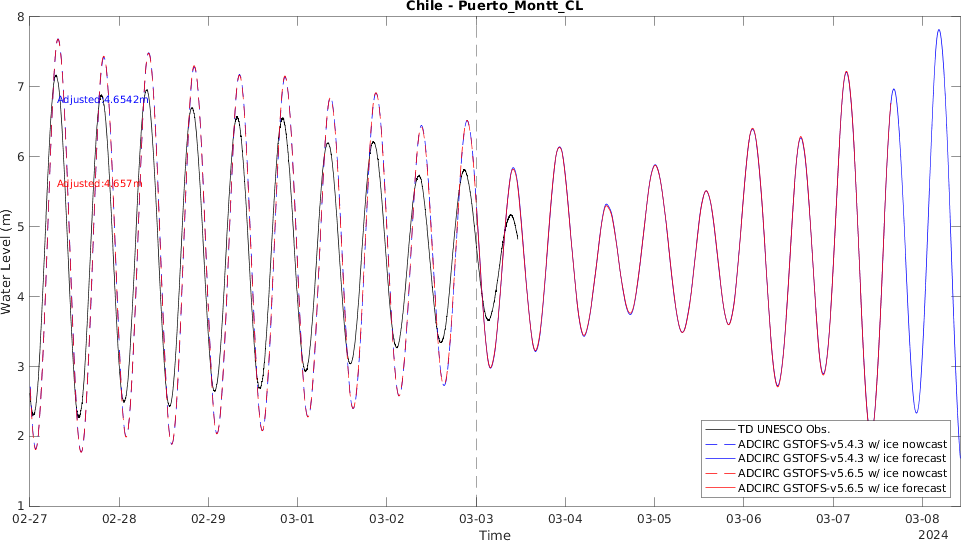 Chile - Puerto_Montt_CL
8
7
6
5
4
3
2
1
Water Level (m)
Adjusted:4.6542m
Adjusted:4.657m
TD UNESCO Obs.
ADCIRC GSTOFS-v5.4.3 w/ ice nowcast
ADCIRC GSTOFS-v5.4.3 w/ ice forecast
ADCIRC GSTOFS-v5.6.5 w/ ice nowcast
ADCIRC GSTOFS-v5.6.5 w/ ice forecast
02-27 02-28 02-29 03-01 03-02 03-03 03-04 03-05 03-06 03-07 03-08
Time
2024